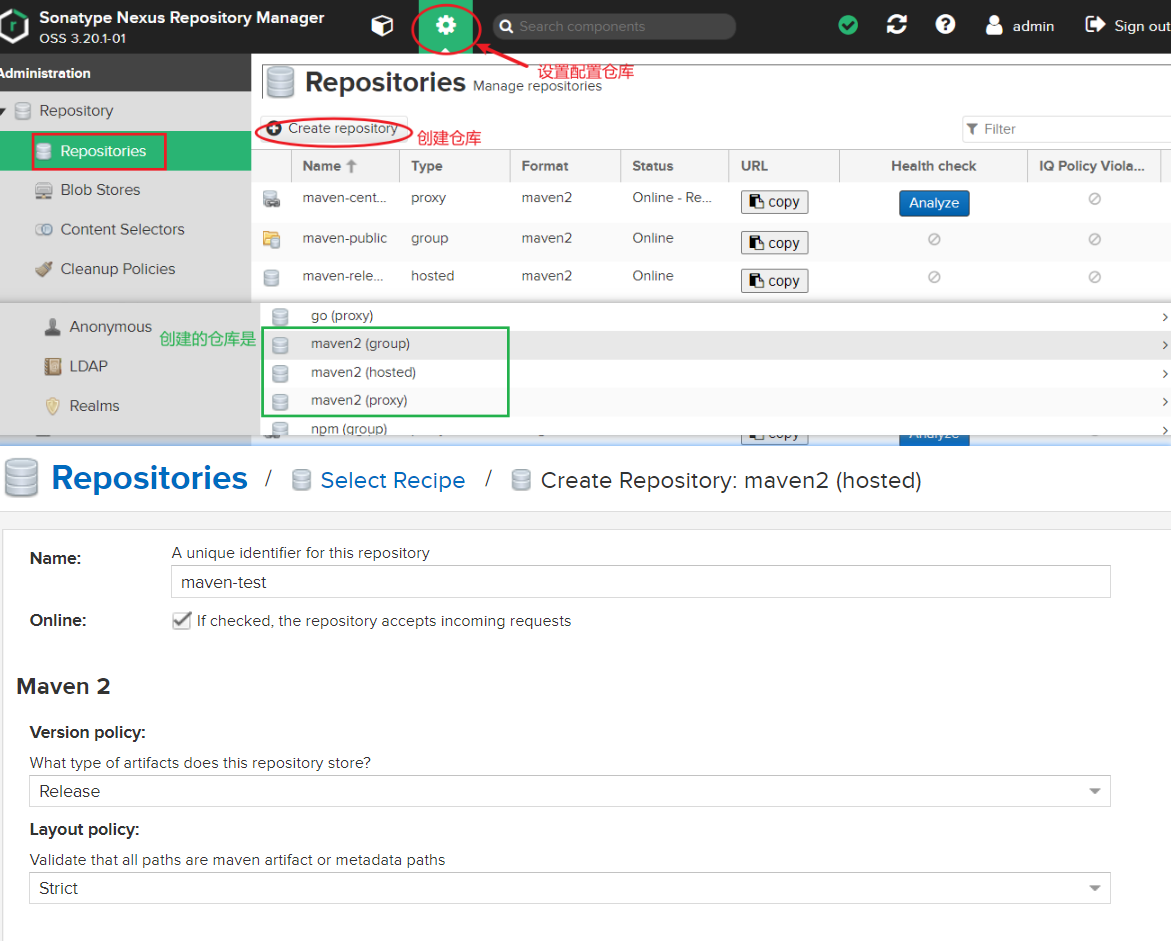 Sonatype Nexus Repository Manager
OSS 3.20.1-01
Search components
admin
Sign out
设置配置仓库
Administration
Repositories Manage repositories
Repository
Create repository
创建仓库
Filter
Repositories
Name Type Format Status URL Health check IQ Policy Viola...
Blob Stores
maven-cent... proxy maven2 Online - Re... copy Analyze
Content Selectors
maven-public group maven2 Online copy
Cleanup Policies
maven-rele... hosted maven2 Online copy
go (proxy)
Anonymous
创建的仓库是
maven2 (group)
LDAP
maven2 (hosted)
Realms
maven2 (proxy)
npm (group)
copy Analyze
Repositories / Select Recipe / Create Repository: maven2 (hosted)
Name:
A unique identifier for this repository
maven-test
Online:
If checked, the repository accepts incoming requests
Maven 2
Version policy:
What type of artifacts does this repository store?
Release
Layout policy:
Validate that all paths are maven artifact or metadata paths
Strict